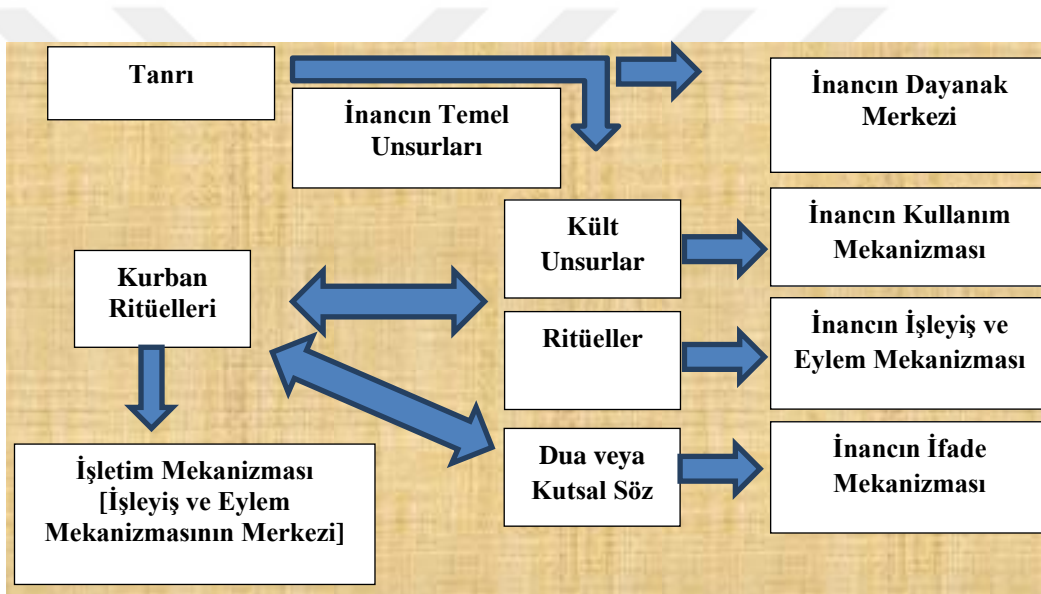 Tanrı
İnancın Temel
Unsurları
İnancın Dayanak
Merkezi
Kült
Unsurlar
İnancın Kullanım
Mekanizması
Kurban
Ritüelleri
Ritüeller
İnancın İşleyiş ve
Eylem Mekanizması
İşletim Mekanizması
[İşleyiş ve Eylem
Mekanizmasının Merkezi]
Dua veya
Kutsal Söz
İnancın İfade
Mekanizması